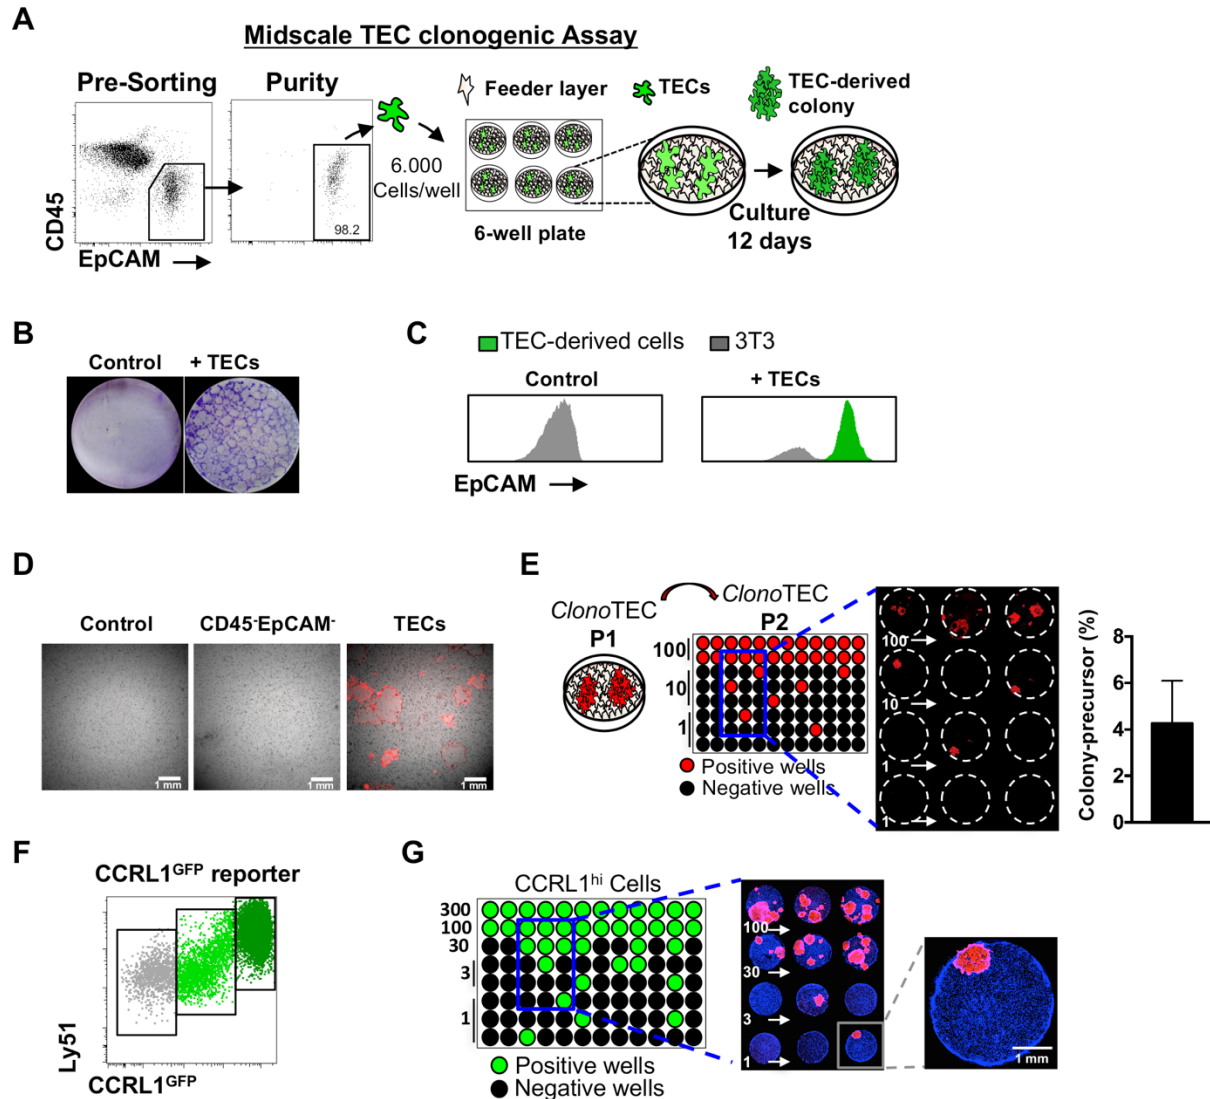 A
Midscale TEC clonogenic Assay
Pre-Sorting
Purity
Feeder layer
TECs
TEC-derived
colony
6.000
Cells/well
98.2
CD45
EpCAM
6-well plate
Culture
12 days
B
Control
+ TECs
C
TEC-derived cells
3T3
Control
+ TECs
EpCAM
D
Control
CD45-EpCAM-
TECs
1 mm
1 mm
1 mm
E
ClonoTEC
P1
ClonoTEC
P2
100
10
1
Positive wells
Negative wells
100
10
1
1
Colony-precursor (%)
8
6
4
2
0
F
CCRL1GFP reporter
Ly51
CCRL1GFP
G
CCRL1hi Cells
300
100
30
3
1
Positive wells
Negative wells
100
30
3
1
1 mm